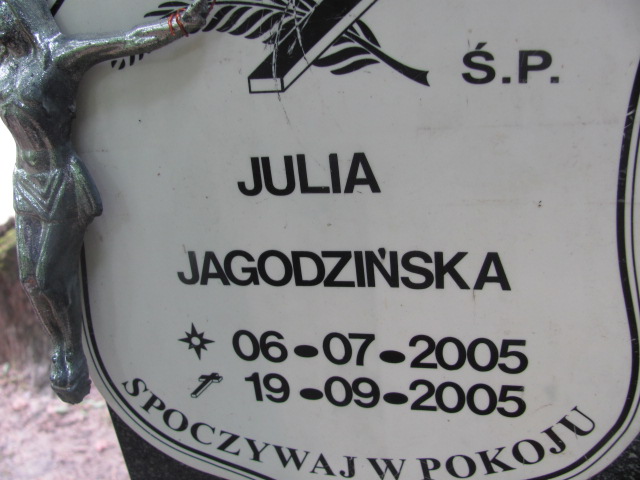 Ś.P.
JULIA
JAGODZIŃSKA
06-07-2005
19-09-2005
SPOCZYWAJ W POKOJU